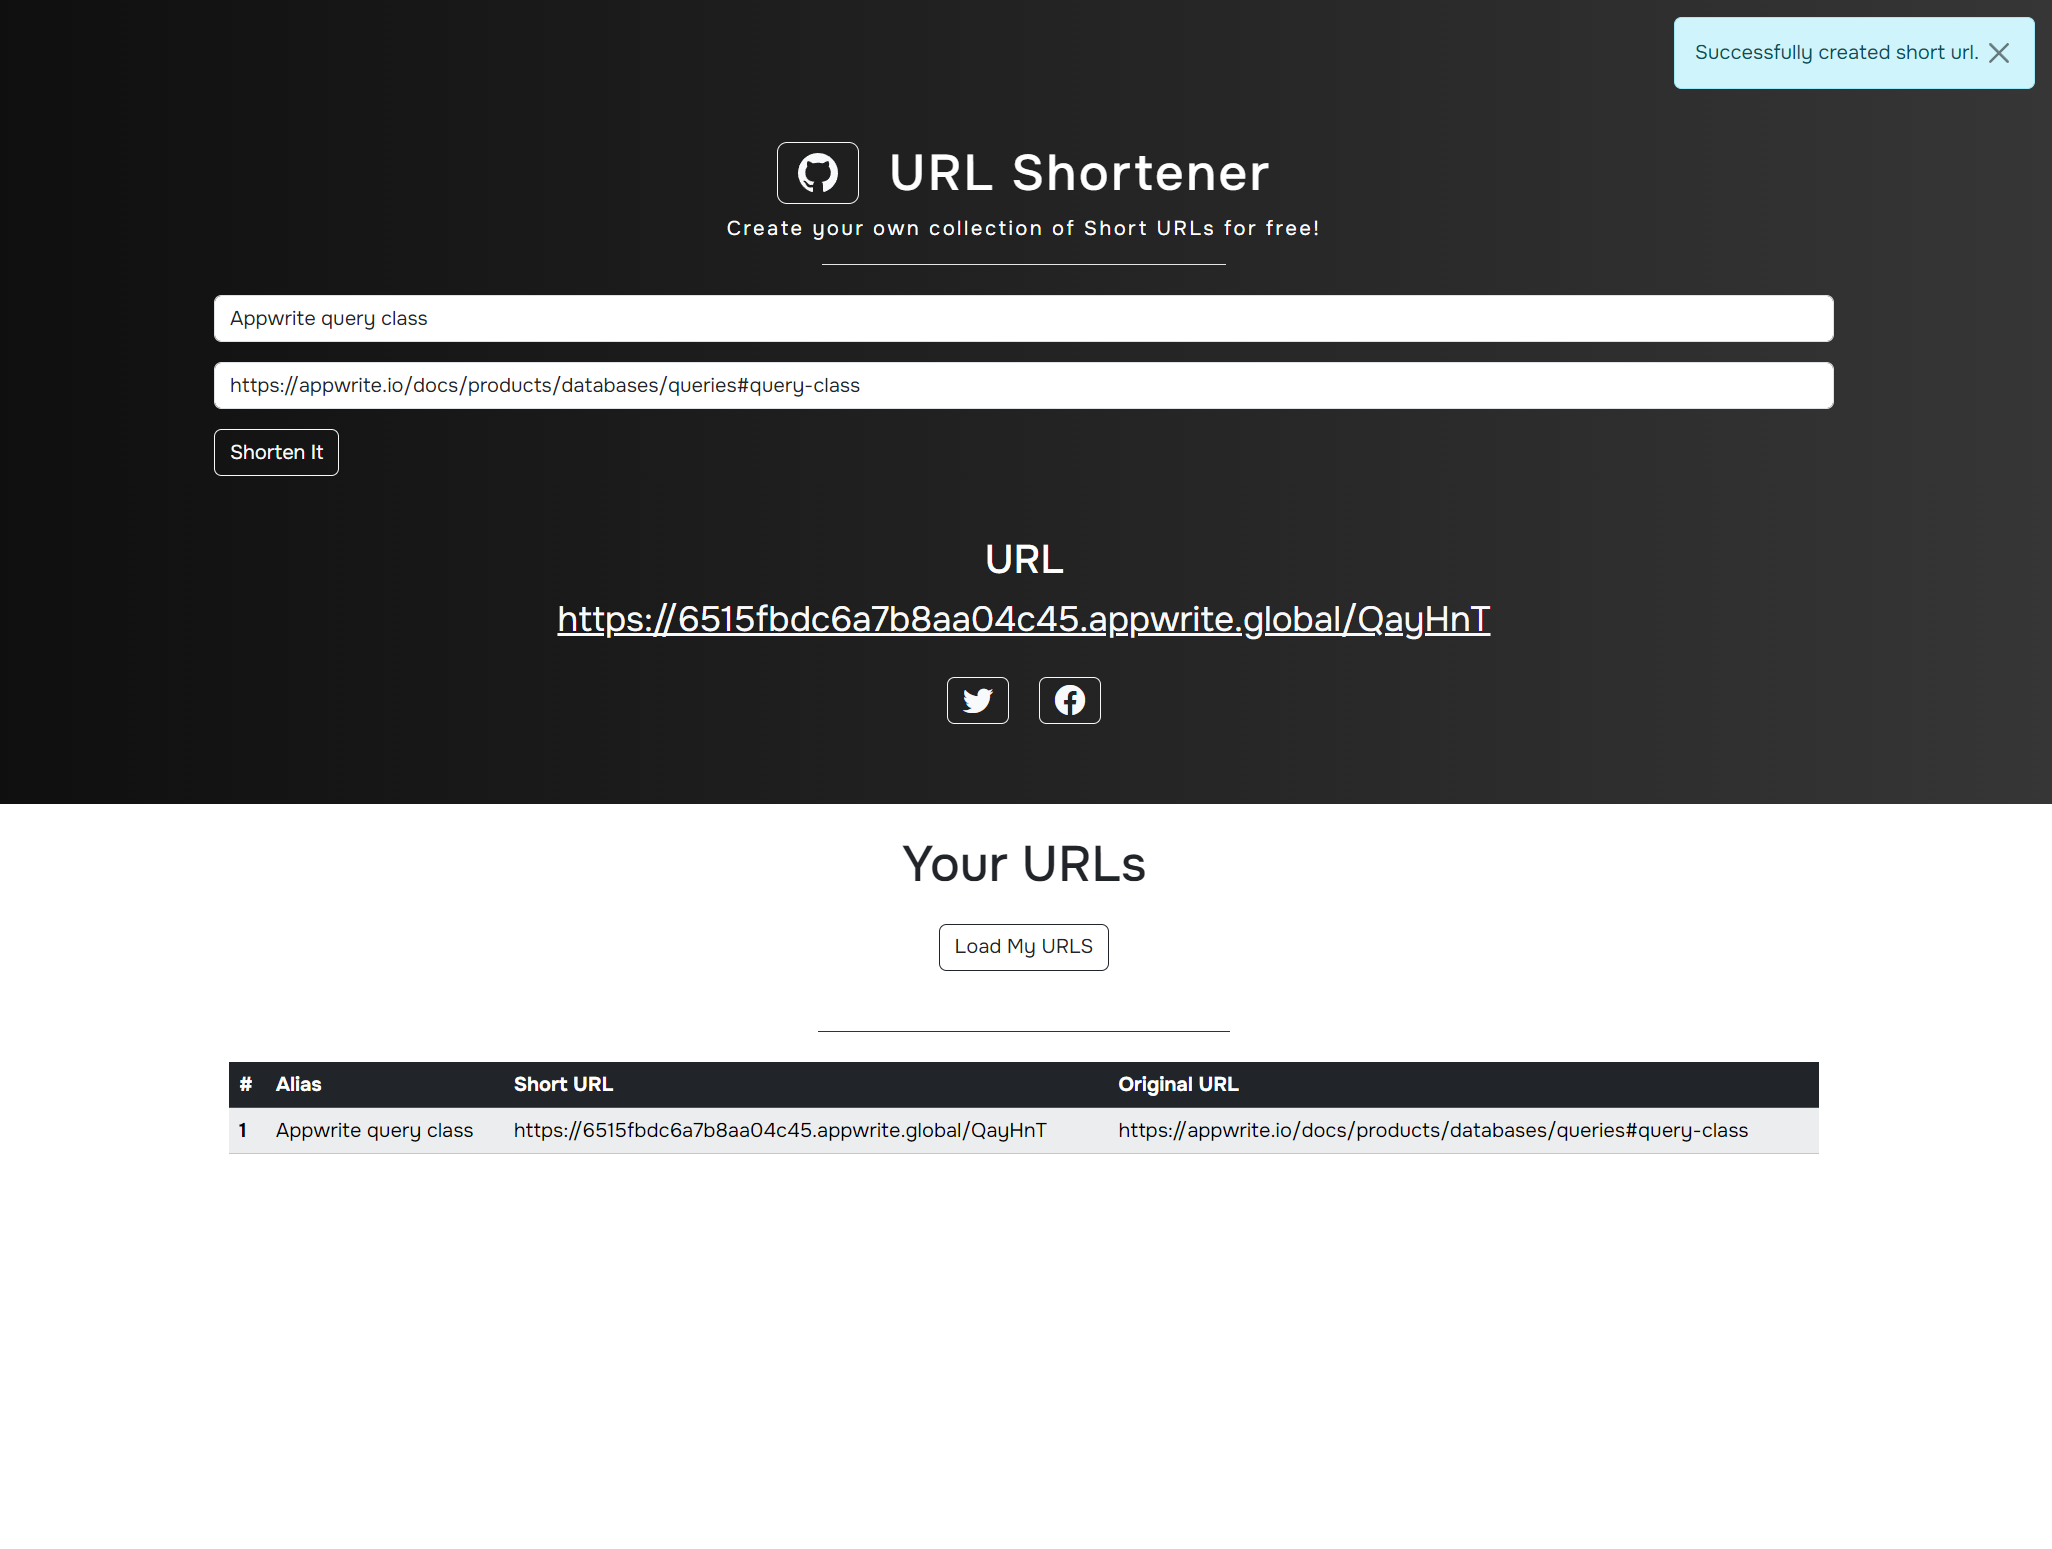 Successfully created short url.
URL Shortener
Create your own collection of Short URLs for free!
Appwrite query class
https://appwrite.io/docs/products/databases/queries#query-class
Shorten It
URL
https://6515fbdc6a7b8aa04c45.appwrite.global/QayHnT
Your URLs
Load My URLS
# Alias Short URL Original URL
1 Appwrite query class https://6515fbdc6a7b8aa04c45.appwrite.global/QayHnT https://appwrite.io/docs/products/databases/queries#query-class